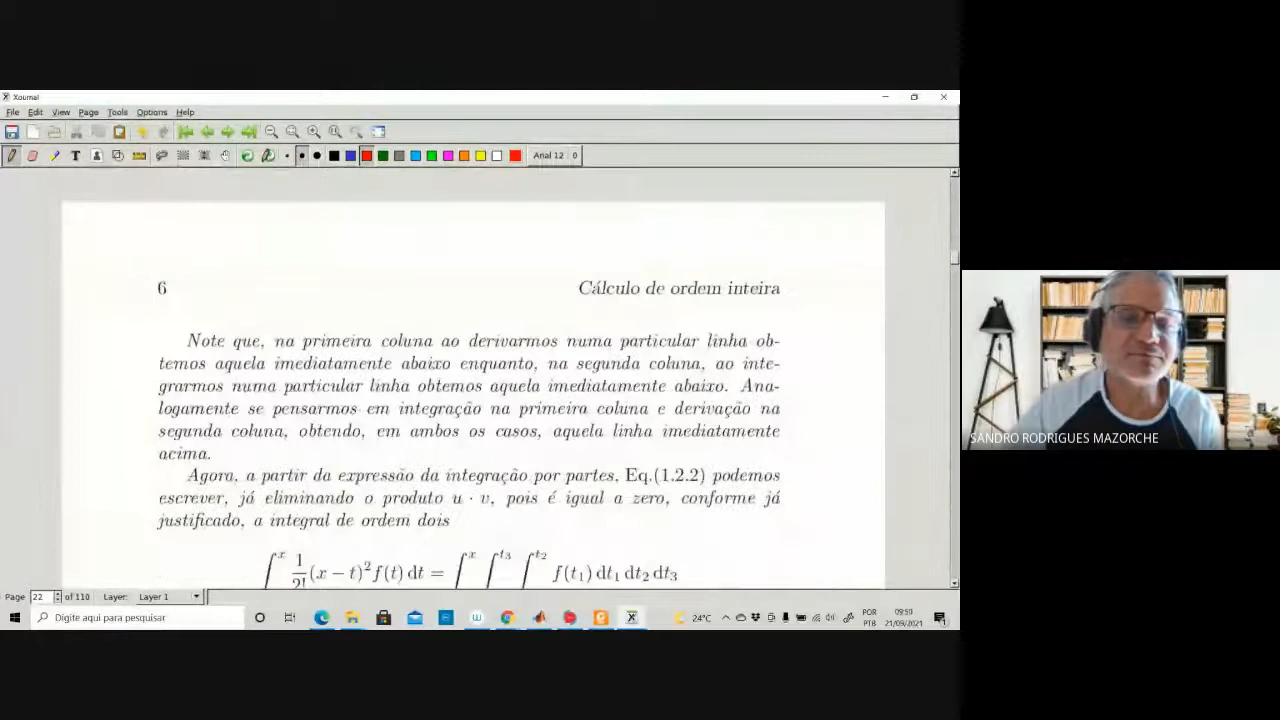 Xournal
File Edit View Page Tools Options Help
Arial 12 0
6 Cálculo de ordem inteira
Note que, na primeira coluna ao derivarmos numa particular linha ob-
temos aquela imediatamente abaixo enquanto, na segunda coluna, ao inte-
grarmos numa particular linha obtemos aquela imediatamente abaixo. Ana-
logamente se pensarmos em integração na primeira coluna e derivação na
segunda coluna, obtendo, em ambos os casos, aquela linha imediatamente
acima.
Agora, a partir da expressão da integração por partes, Eq.(1.2.2) podemos
escrever, já eliminando o produto u · v, pois é igual a zero, conforme já
justificado, a integral de ordem dois
∫^x 1/2! (x − t)² f(t) dt = ∫^x ∫^t₃ ∫^t₂ f(t₁) dt₁ dt₂ dt₃
SANDRO RODRIGUES MAZORCHE
Page 22 of 110 Layer: Layer 1
Digite aqui para pesquisar
24°C
POR
PTB
09:50
21/09/2021